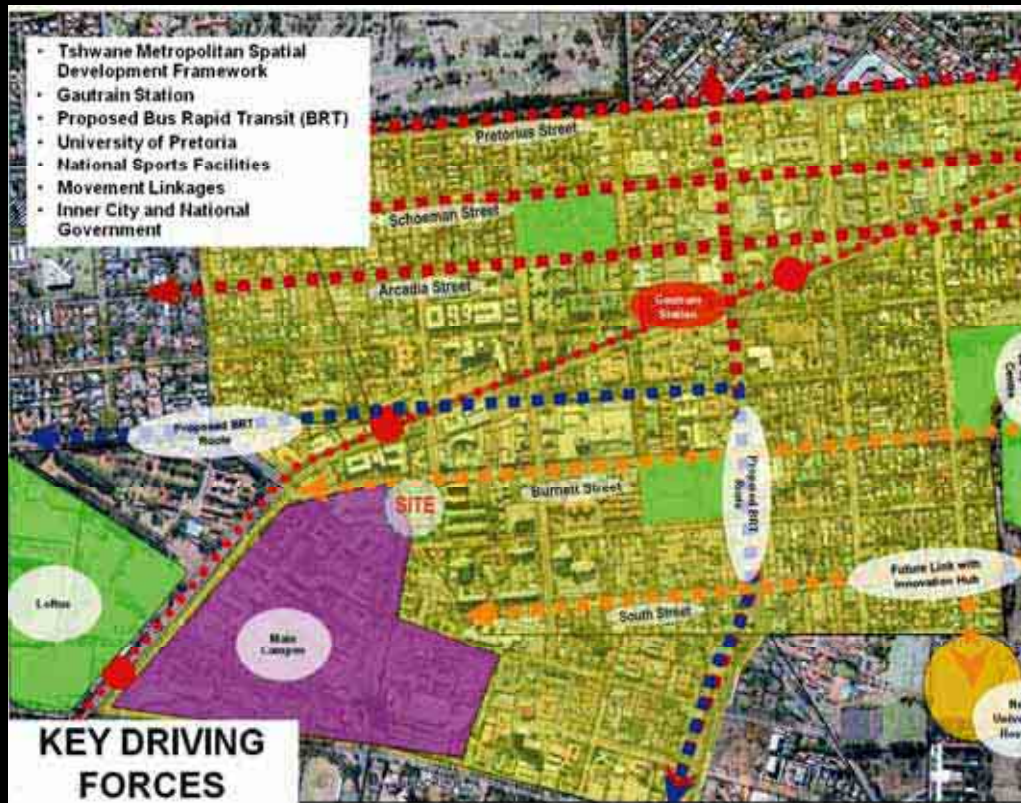 • Tshwane Metropolitan Spatial
Development Framework
• Gautrain Station
• Proposed Bus Rapid Transit (BRT)
• University of Pretoria
• National Sports Facilities
• Movement Linkages
• Inner City and National
Government
Pretorius Street
Schoeman Street
Arcadia Street
Gautrain
Station
Proposed BRT
Route
Proposed BRT
Route
Burnett Street
SITE
Future Link with
Innovation Hub
South Street
Loftus
Main
Campus
KEY DRIVING
FORCES